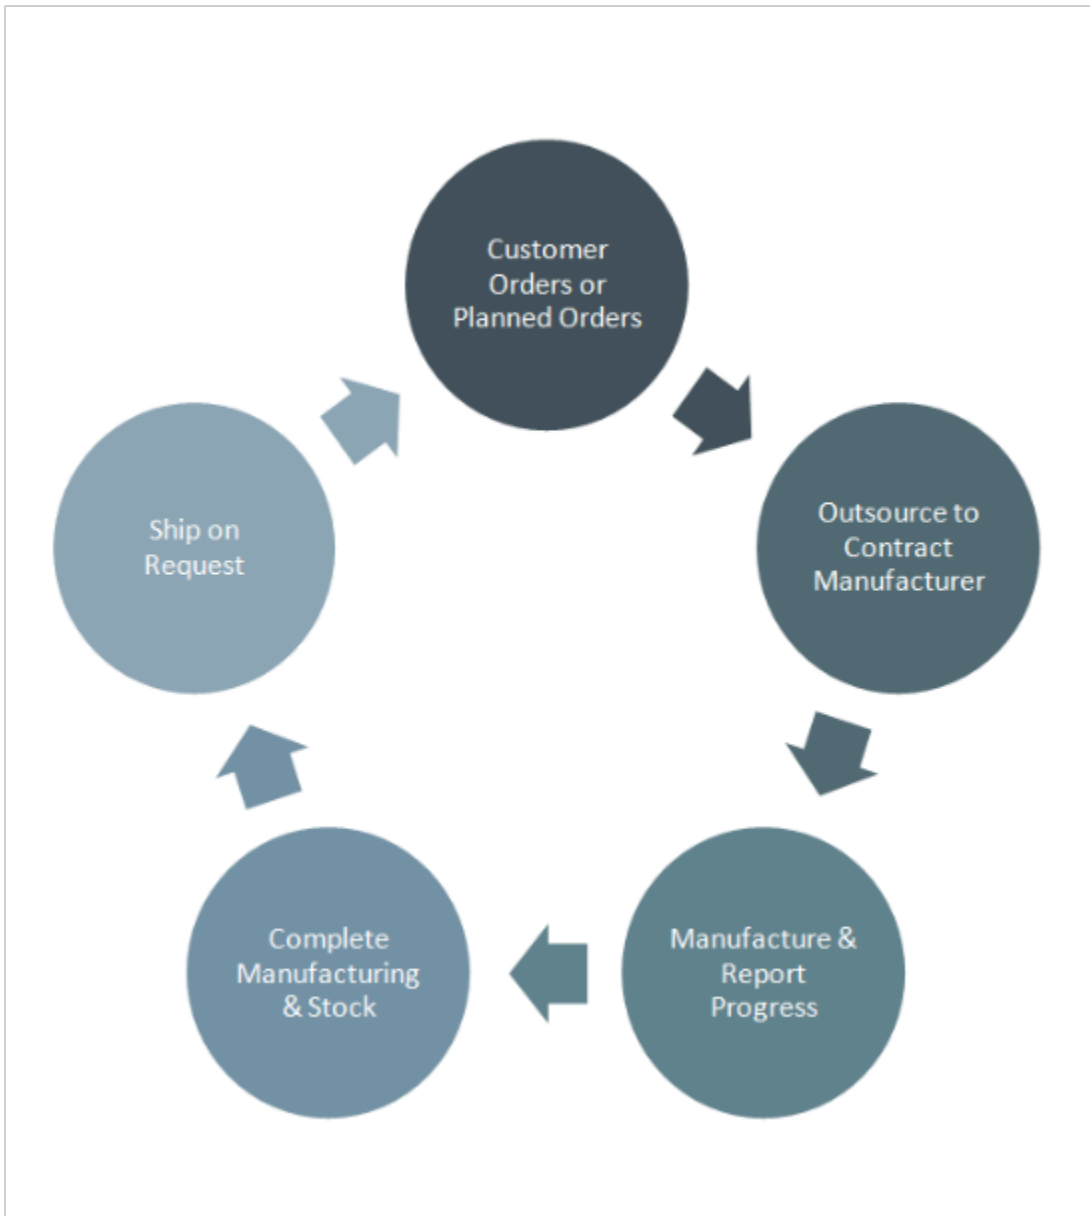 Customer
Orders or
Planned Orders
Outsource to
Contract
Manufacturer
Manufacture &
Report
Progress
Complete
Manufacturing
& Stock
Ship on
Request